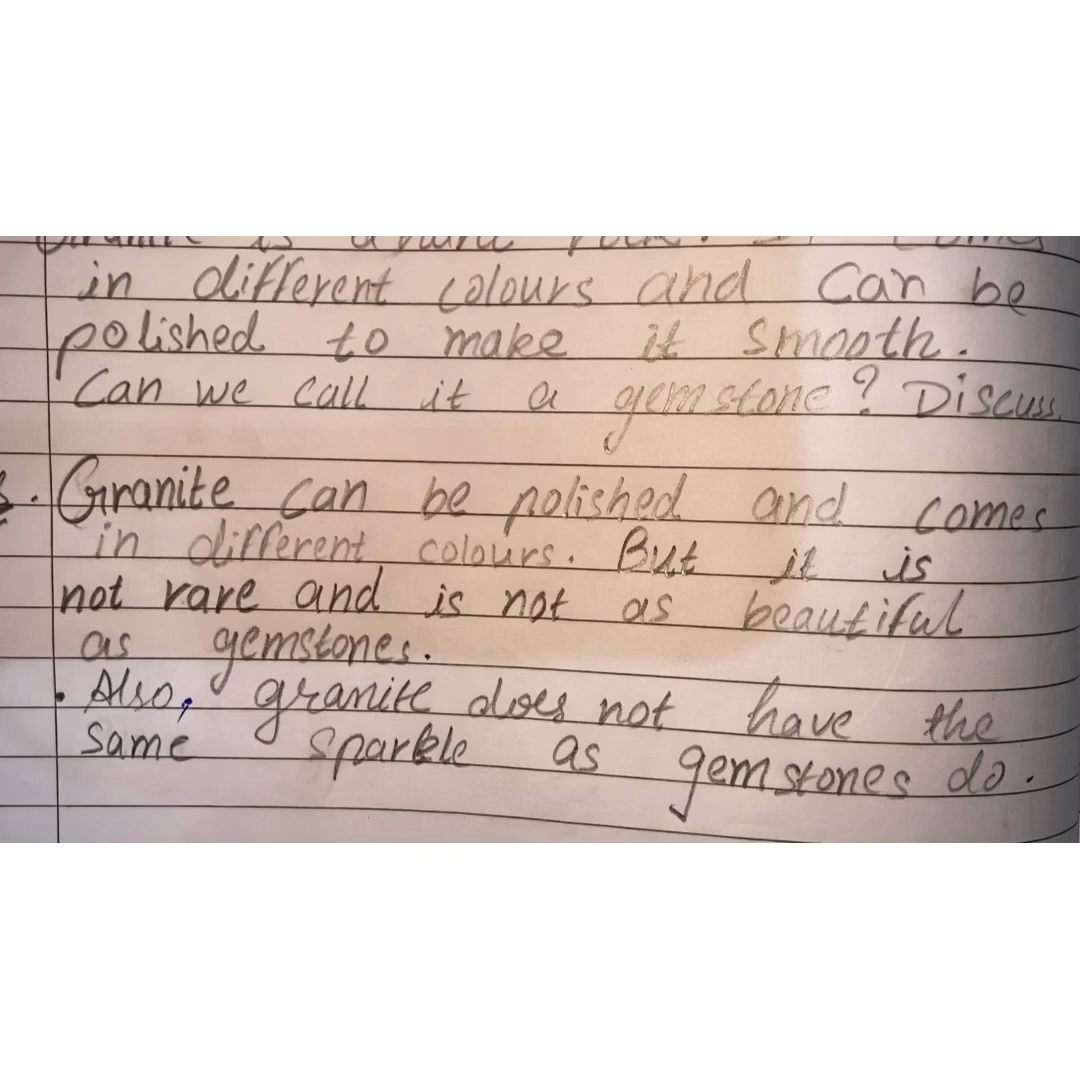 in different colours and can be
polished to make it smooth.
Can we call it a gemstone? Discuss.
Granite can be polished and comes
in different colours. But it is
not rare and is not as beautiful
as gemstones.
. Also, granite does not have the
same sparkle as gemstones do.